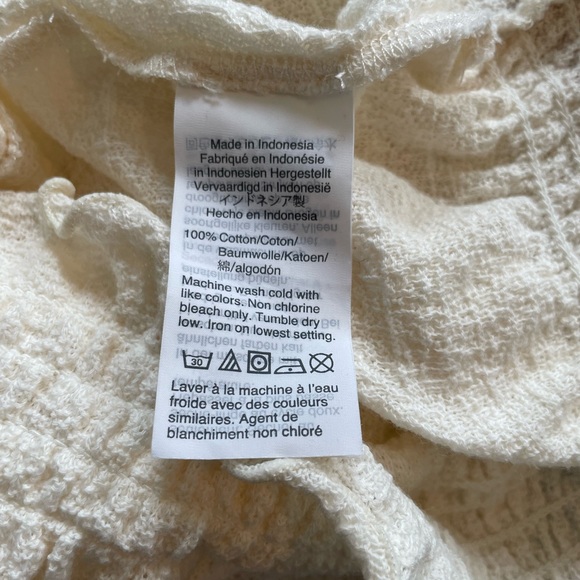 Made in Indonesia
Fabriqué en Indonésie
In Indonesien Hergestellt
Vervaardigd in Indonesië
インドネシア製
Hecho en Indonesia
100% Cotton/Coton/
Baumwolle/Katoen/
綿/algodón
Machine wash cold with
like colors. Non chlorine
bleach only. Tumble dry
low. Iron on lowest setting.
30
Laver à la machine à l'eau
froide avec des couleurs
similaires. Agent de
blanchiment non chloré